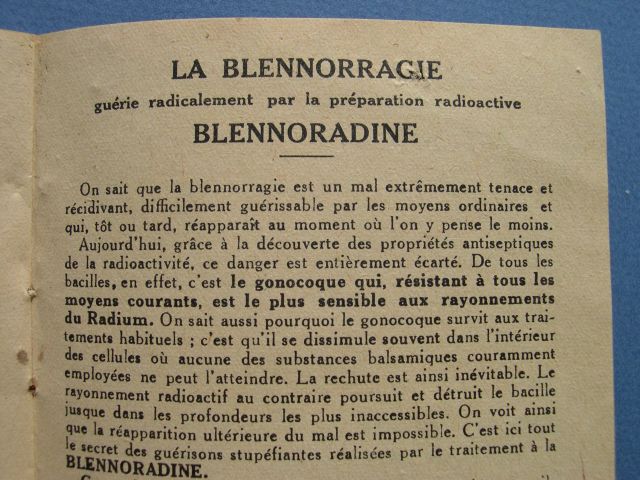 LA BLENNORRAGIE
guérie radicalement par la préparation radioactive
BLENNORADINE
On sait que la blennorragie est un mal extrêmement tenace et
récidivant, difficilement guérissable par les moyens ordinaires et
qui, tôt ou tard, réapparaît au moment où l'on y pense le moins.
Aujourd'hui, grâce à la découverte des propriétés antiseptiques
de la radioactivité, ce danger est entièrement écarté. De tous les
bacilles, en effet, c'est le gonocoque qui, résistant à tous les
moyens courants, est le plus sensible aux rayonnements
du Radium. On sait aussi pourquoi le gonocoque survit aux trai-
tements habituels ; c'est qu'il se dissimule souvent dans l'intérieur
des cellules où aucune des substances balsamiques couramment
employées ne peut l'atteindre. La rechute est ainsi inévitable. Le
rayonnement radioactif au contraire poursuit et détruit le bacille
jusque dans les profondeurs les plus inaccessibles. On voit ainsi
que la réapparition ultérieure du mal est impossible. C'est ici tout
le secret des guérisons stupéfiantes réalisées par le traitement à la
BLENNORADINE.